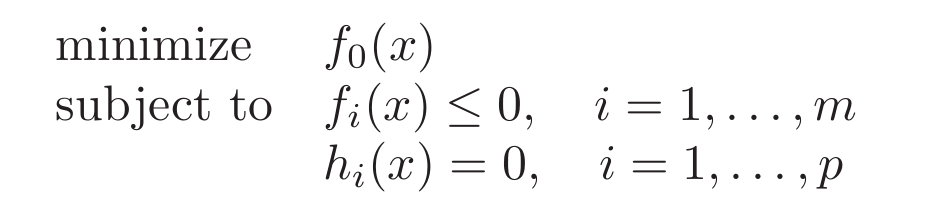 minimize f₀(x)
subject to fᵢ(x) ≤ 0, i = 1, . . . , m
hᵢ(x) = 0, i = 1, . . . , p